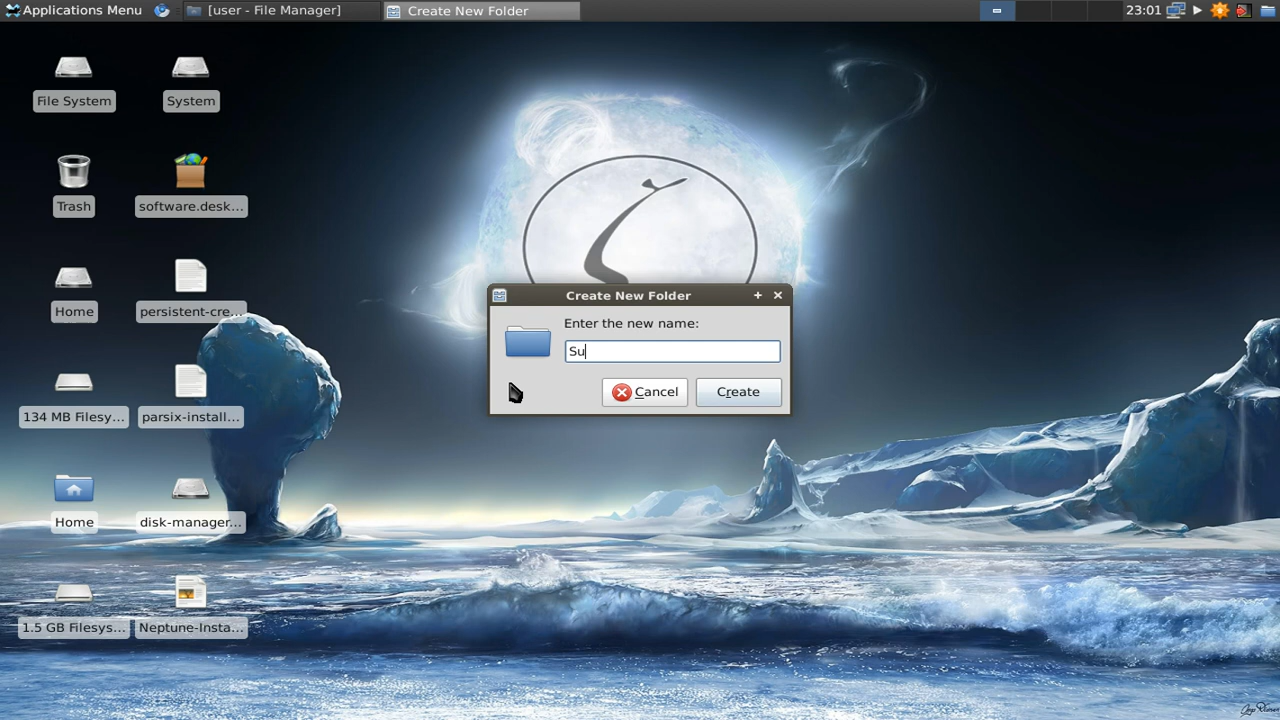 Applications Menu
[user - File Manager]
Create New Folder
23:01
File System
System
Trash
software.desk...
Home
persistent-cre...
134 MB Filesy...
parsix-install...
Home
disk-manager...
1.5 GB Filesys...
Neptune-Insta...
Create New Folder
Enter the new name:
Su
Cancel
Create